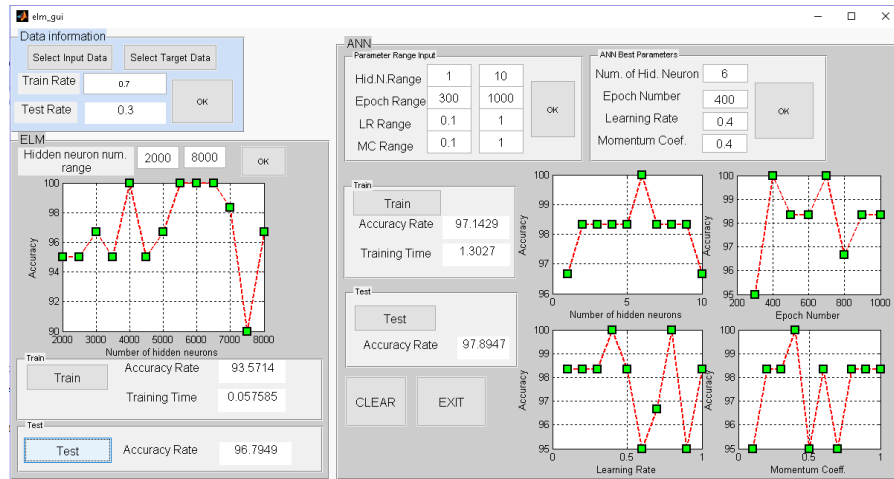 elm_gui
Data information
Select Input Data
Select Target Data
Train Rate
0.7
Test Rate
0.3
OK
ELM
Hidden neuron num. range
2000
8000
OK
100
99
98
97
96
95
94
93
92
91
90
Accuracy
2000 3000 4000 5000 6000 7000 8000
Number of hidden neurons
Train
Train
Accuracy Rate
93.5714
Training Time
0.057585
Test
Test
Accuracy Rate
96.7949
ANN
Parameter Range Input
Hid.N.Range
1
10
Epoch Range
300
1000
LR Range
0.1
1
MC Range
0.1
1
OK
ANN Best Parameters
Num. of Hid. Neuron
6
Epoch Number
400
Learning Rate
0.4
Momentum Coef.
0.4
OK
Train
Train
Accuracy Rate
97.1429
Training Time
1.3027
Test
Test
Accuracy Rate
97.8947
CLEAR
EXIT
100
99
98
97
96
Accuracy
0 5 10
Number of hidden neurons
100
99
98
97
96
95
Accuracy
200 400 600 800 1000
Epoch Number
100
99
98
97
96
95
Accuracy
0 0.5 1
Learning Rate
100
99
98
97
96
95
Accuracy
0 0.5 1
Momentum Coeff.